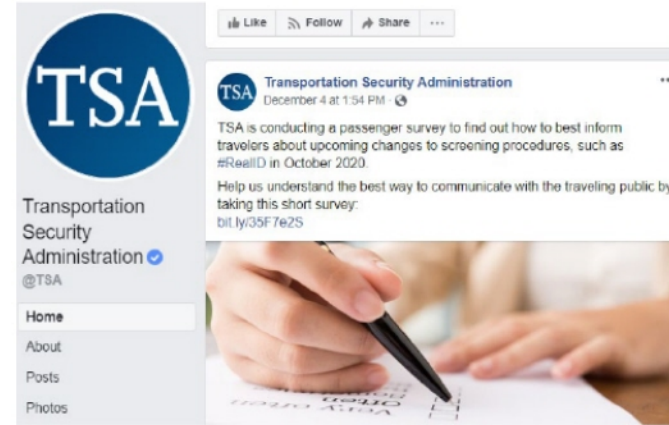 TSA
Transportation
Security
Administration
@TSA
Home
About
Posts
Photos
Like Follow Share ...
TSA
Transportation Security Administration
December 4 at 1:54 PM ·
TSA is conducting a passenger survey to find out how to best inform
travelers about upcoming changes to screening procedures, such as
#RealID in October 2020.
Help us understand the best way to communicate with the traveling public by
taking this short survey:
bit.ly/35F7e2S
Very often
often